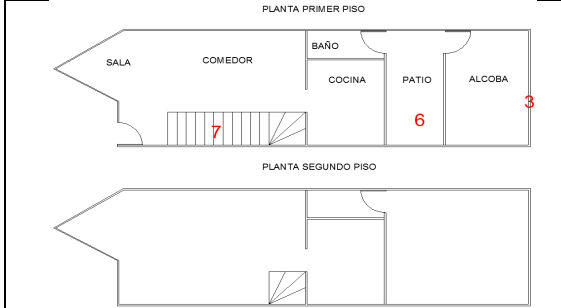 PLANTA PRIMER PISO
BAÑO
SALA
COMEDOR
COCINA
PATIO
ALCOBA
3
6
7
PLANTA SEGUNDO PISO